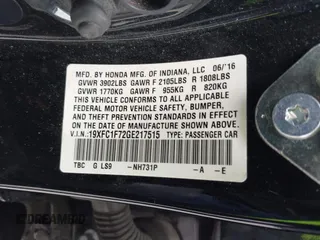 MFD. BY HONDA MFG. OF INDIANA, LLC 06/'16
GVWR 3902LBS GAWR F 2105LBS R 1808LBS
GVWR 1770KG GAWR F 955KG R 820KG
THIS VEHICLE CONFORMS TO ALL APPLICABLE
FEDERAL MOTOR VEHICLE SAFETY, BUMPER,
AND THEFT PREVENTION STANDARDS IN EFFECT
ON THE DATE OF MANUFACTURE SHOWN ABOVE.
V.I.N.: 19XFC1F72GE217515 TYPE: PASSENGER CAR
TBC G LS9 -NH731P -A -E
DREAMBID